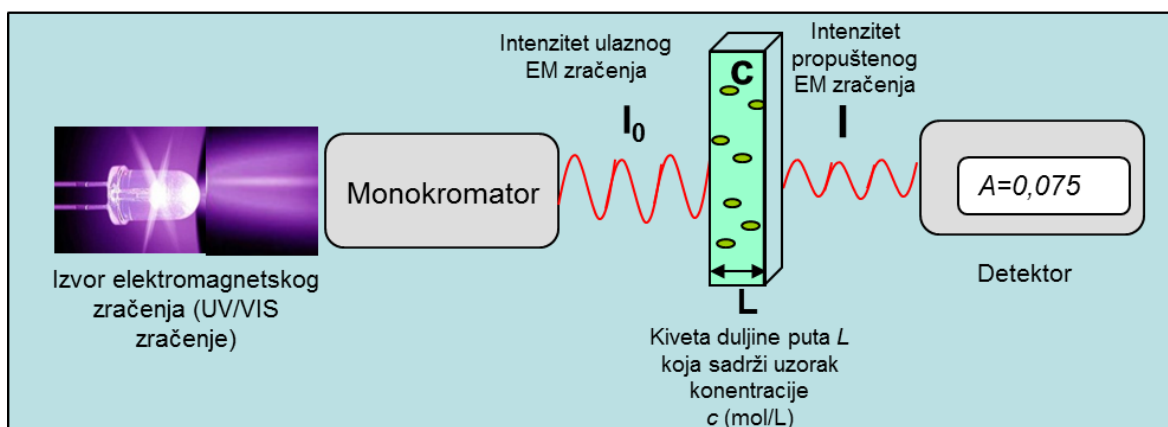 Izvor elektromagnetskog
zračenja (UV/VIS
zračenje)
Monokromator
Intenzitet ulaznog
EM zračenja
I0
c
L
Kiveta duljine puta L
koja sadrži uzorak
konentracije
c (mol/L)
Intenzitet
propuštenog
EM zračenja
I
A=0,075
Detektor